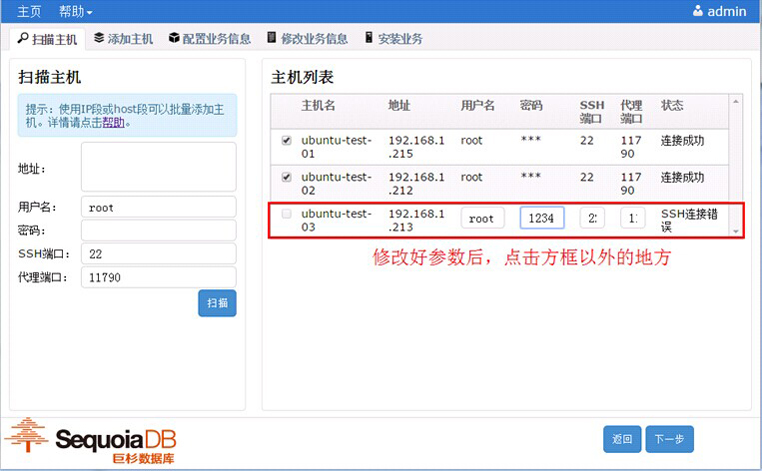 主页 帮助 admin
扫描主机 添加主机 配置业务信息 修改业务信息 安装业务
扫描主机
提示：使用IP段或host段可以批量添加主
机。详情请点击帮助。
地址：
用户名： root
密码：
SSH端口： 22
代理端口： 11790
扫描
主机列表
主机名 地址 用户名 密码 SSH 代理 状态
端口 端口
ubuntu-test- 192.168.1 root *** 22 117 连接成功
01 .215 90
ubuntu-test- 192.168.1 root *** 22 117 连接成功
02 .212 90
ubuntu-test- 192.168.1 root 1234 2 1 SSH连接错
03 .213 误
修改好参数后，点击方框以外的地方
SequoiaDB
巨杉数据库
返回 下一步